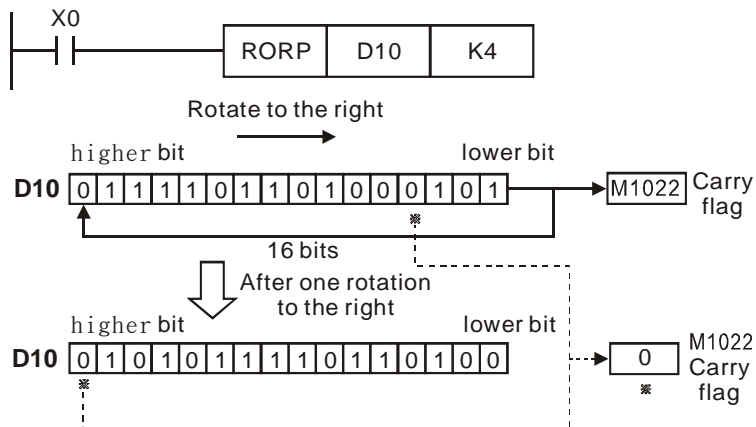 X0
RORP D10 K4
Rotate to the right
higher bit lower bit
D10 0 1 1 1 1 0 1 1 0 1 0 0 0 1 0 1 M1022 Carry flag
※
16 bits
After one rotation
to the right
higher bit lower bit
D10 0 1 0 1 0 1 1 1 1 0 1 1 0 1 0 0 0 M1022 Carry flag
※ ※